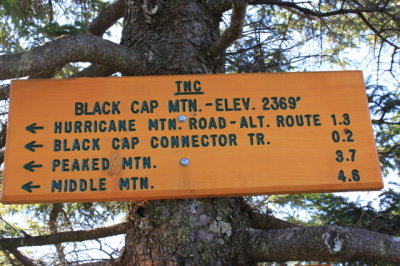 TNC
BLACK CAP MTN.-ELEV. 2369'
← HURRICANE MTN. ROAD-ALT. ROUTE 1.3
← BLACK CAP CONNECTOR TR. 0.2
← PEAKED MTN. 3.7
← MIDDLE MTN. 4.6